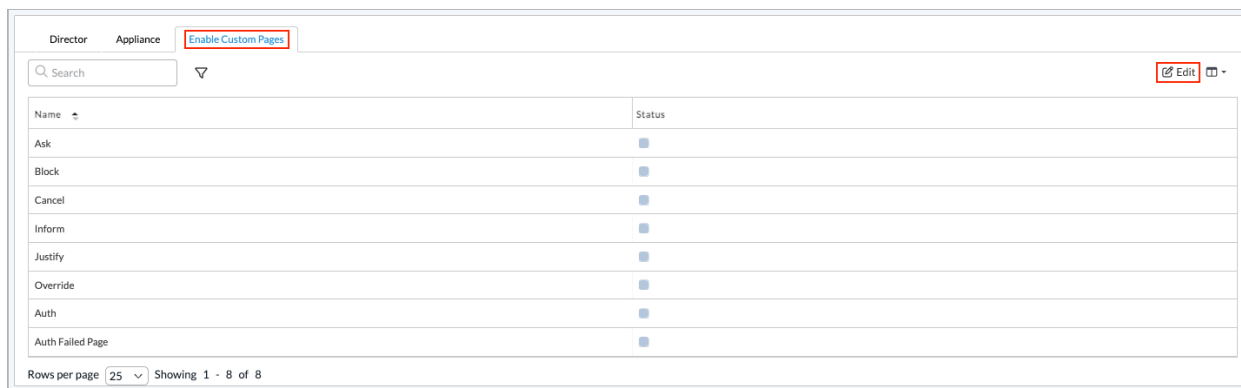 Director Appliance Enable Custom Pages
Search Edit
Name Status
Ask
Block
Cancel
Inform
Justify
Override
Auth
Auth Failed Page
Rows per page 25 Showing 1 - 8 of 8